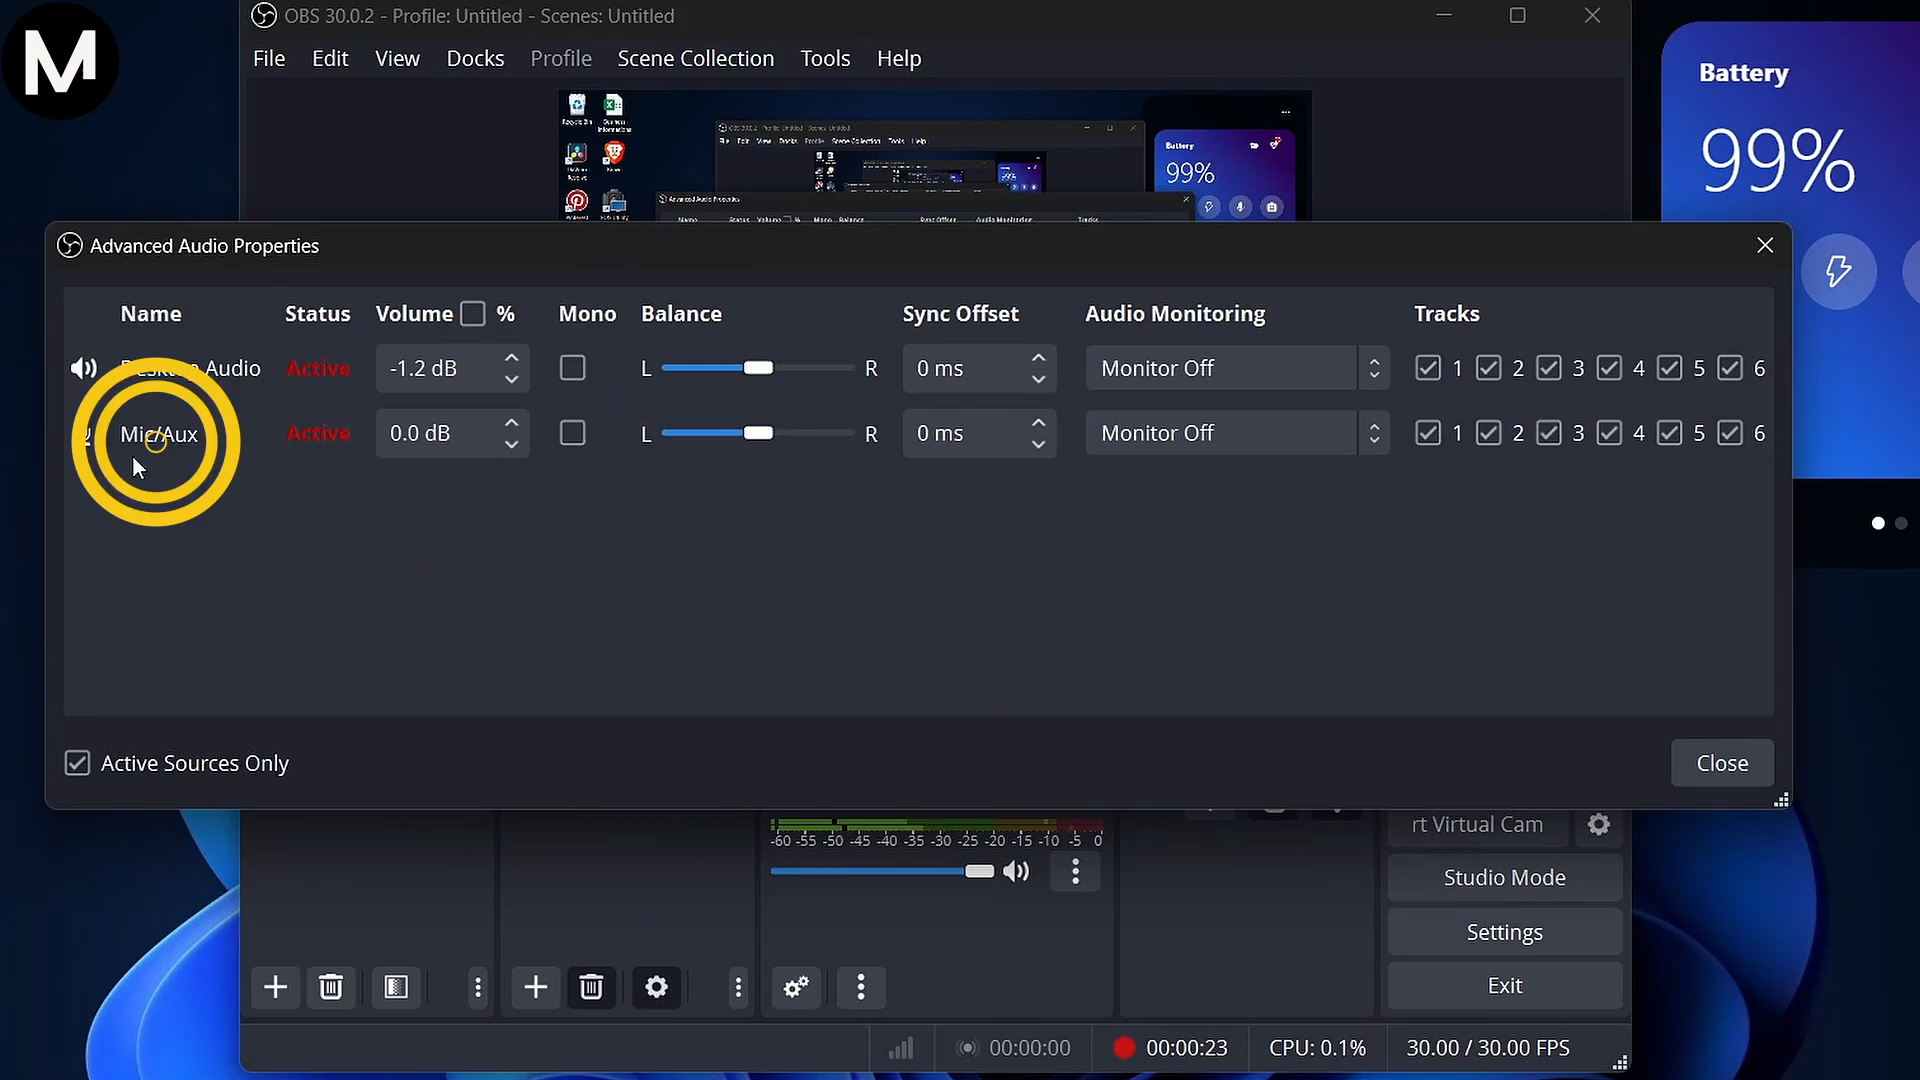 M
OBS 30.0.2 - Profile: Untitled - Scenes: Untitled
File Edit View Docks Profile Scene Collection Tools Help
Battery
99%
Battery
99%
Advanced Audio Properties
Name Status Volume % Mono Balance Sync Offset Audio Monitoring Tracks
Desktop Audio Active -1.2 dB L R 0 ms Monitor Off 1 2 3 4 5 6
Mic/Aux Active 0.0 dB L R 0 ms Monitor Off 1 2 3 4 5 6
Active Sources Only
Close
rt Virtual Cam
-60 -55 -50 -45 -40 -35 -30 -25 -20 -15 -10 -5 0
Studio Mode
Settings
Exit
00:00:00 00:00:23 CPU: 0.1% 30.00 / 30.00 FPS